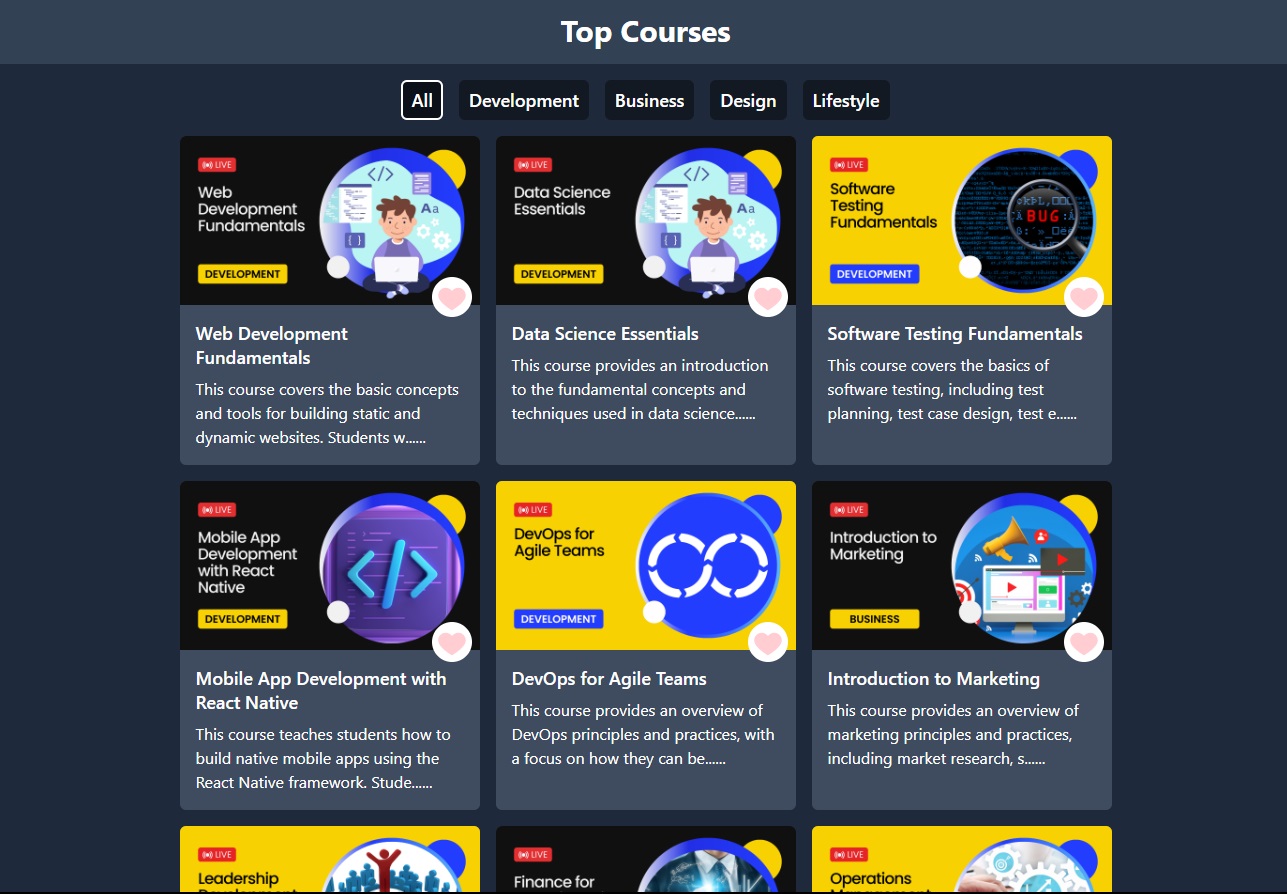 Top Courses
All Development Business Design Lifestyle
LIVE
Web
Development
Fundamentals
</>
Aa
{ }
DEVELOPMENT
LIVE
Data Science
Essentials
</>
Aa
{ }
DEVELOPMENT
LIVE
Software
Testing
Fundamentals
BUG
DEVELOPMENT
Web Development
Fundamentals
This course covers the basic concepts
and tools for building static and
dynamic websites. Students w......
Data Science Essentials
This course provides an introduction
to the fundamental concepts and
techniques used in data science......
Software Testing Fundamentals
This course covers the basics of
software testing, including test
planning, test case design, test e......
LIVE
Mobile App
Development
with React
Native
</>
DEVELOPMENT
LIVE
DevOps for
Agile Teams
DEVELOPMENT
LIVE
Introduction to
Marketing
BUSINESS
Mobile App Development with
React Native
This course teaches students how to
build native mobile apps using the
React Native framework. Stude......
DevOps for Agile Teams
This course provides an overview of
DevOps principles and practices, with
a focus on how they can be......
Introduction to Marketing
This course provides an overview of
marketing principles and practices,
including market research, s......
LIVE
Leadership
Development
LIVE
Finance for
LIVE
Operations
Management